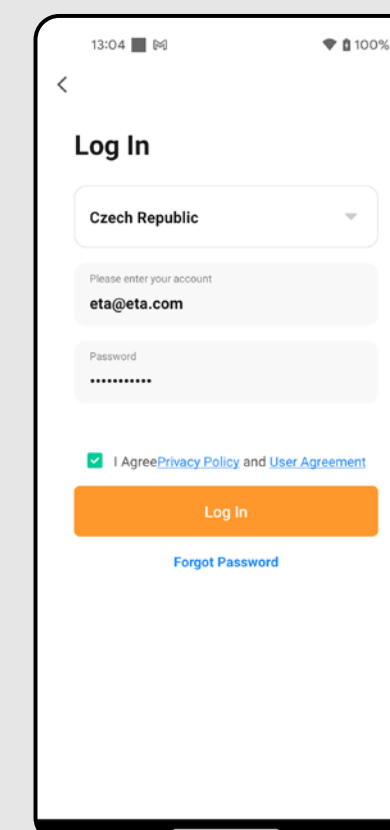 13:04 100%
Log In
Czech Republic
Please enter your account
eta@eta.com
Password
•••••••••••
I AgreePrivacy Policy and User Agreement
Log In
Forgot Password